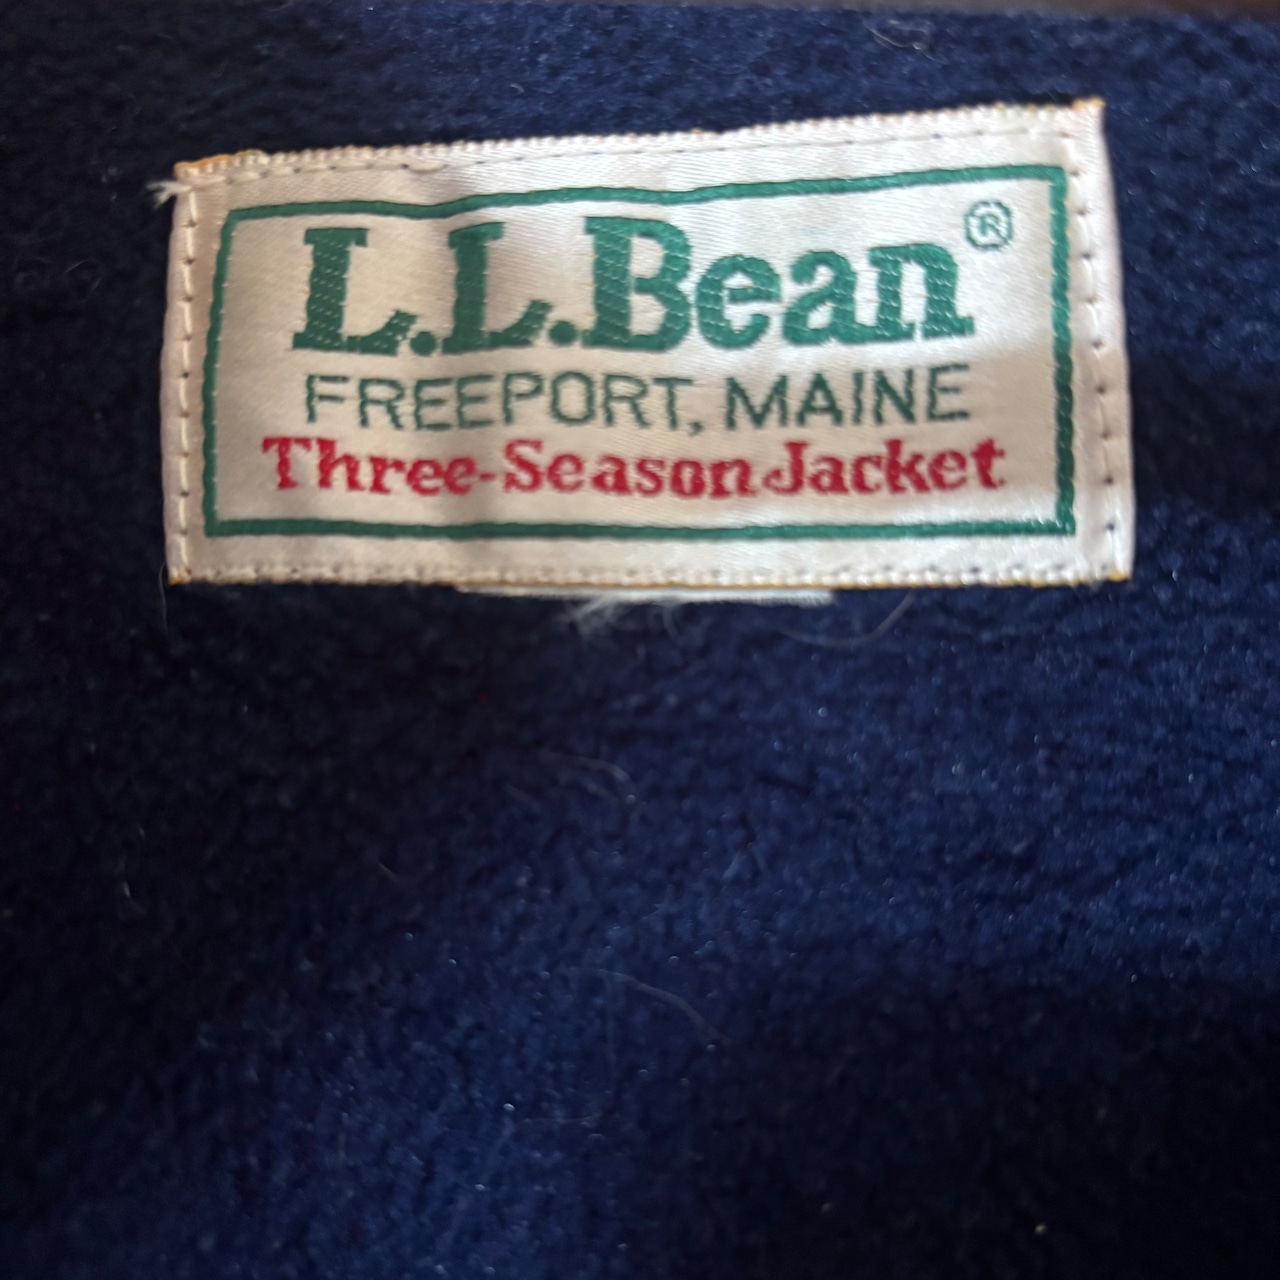 L.L.Bean®
FREEPORT, MAINE
Three-Season Jacket